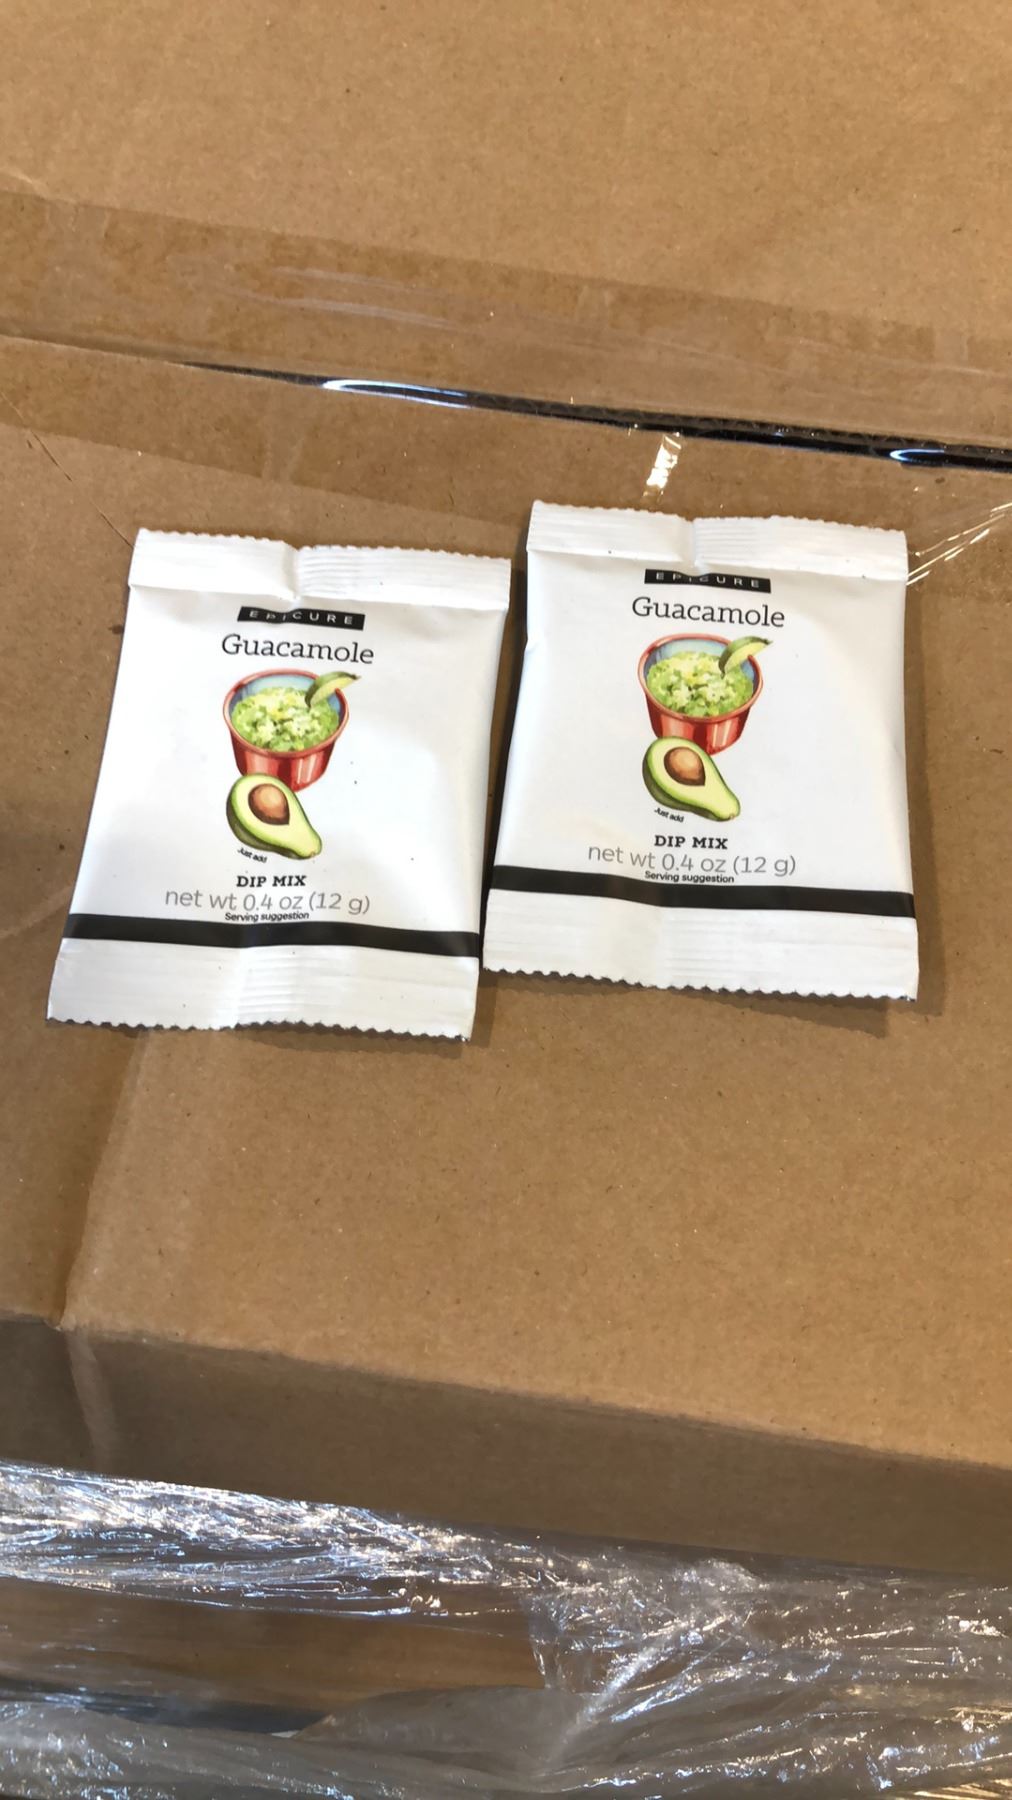 EPICURE
Guacamole
Just add
DIP MIX
net wt 0.4 oz (12 g)
Serving suggestion
EPICURE
Guacamole
Just add
DIP MIX
net wt 0.4 oz (12 g)
Serving suggestion